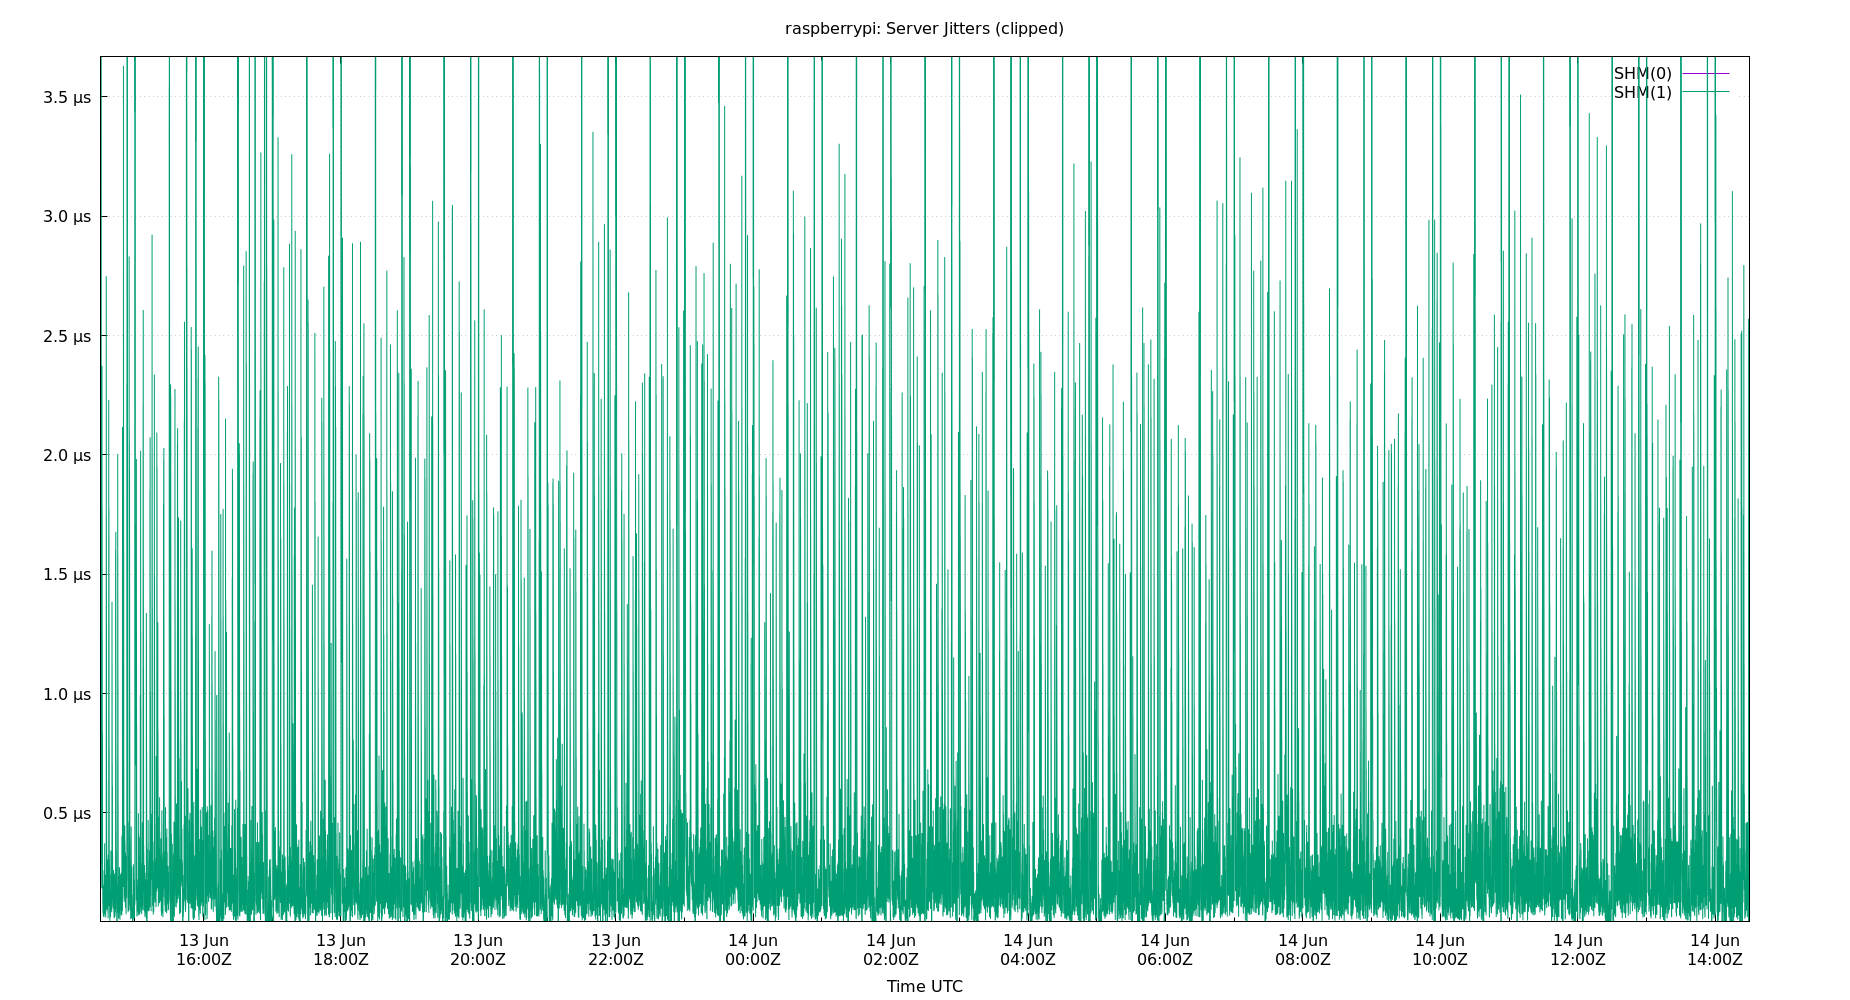 raspberrypi: Server Jitters (clipped)
SHM(0)
SHM(1)
3.5 µs
3.0 µs
2.5 µs
2.0 µs
1.5 µs
1.0 µs
0.5 µs
13 Jun 13 Jun 13 Jun 13 Jun 14 Jun 14 Jun 14 Jun 14 Jun 14 Jun 14 Jun 14 Jun 14 Jun
16:00Z 18:00Z 20:00Z 22:00Z 00:00Z 02:00Z 04:00Z 06:00Z 08:00Z 10:00Z 12:00Z 14:00Z
Time UTC